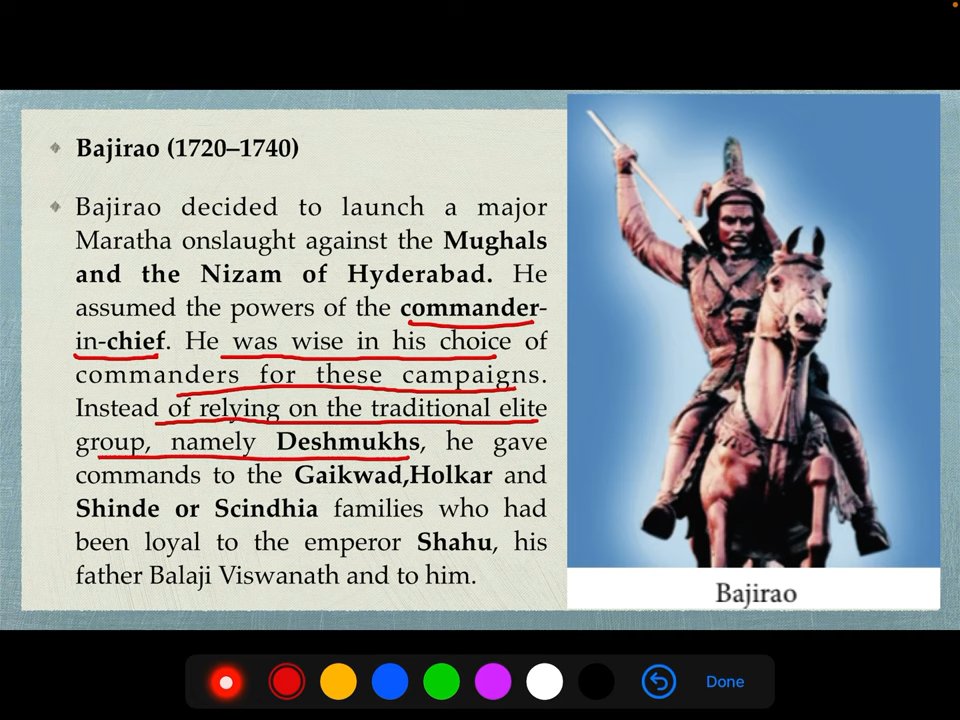 Bajirao (1720–1740)
Bajirao decided to launch a major
Maratha onslaught against the Mughals
and the Nizam of Hyderabad. He
assumed the powers of the commander-
in-chief. He was wise in his choice of
commanders for these campaigns.
Instead of relying on the traditional elite
group, namely Deshmukhs, he gave
commands to the Gaikwad,Holkar and
Shinde or Scindhia families who had
been loyal to the emperor Shahu, his
father Balaji Viswanath and to him.
Bajirao
Done